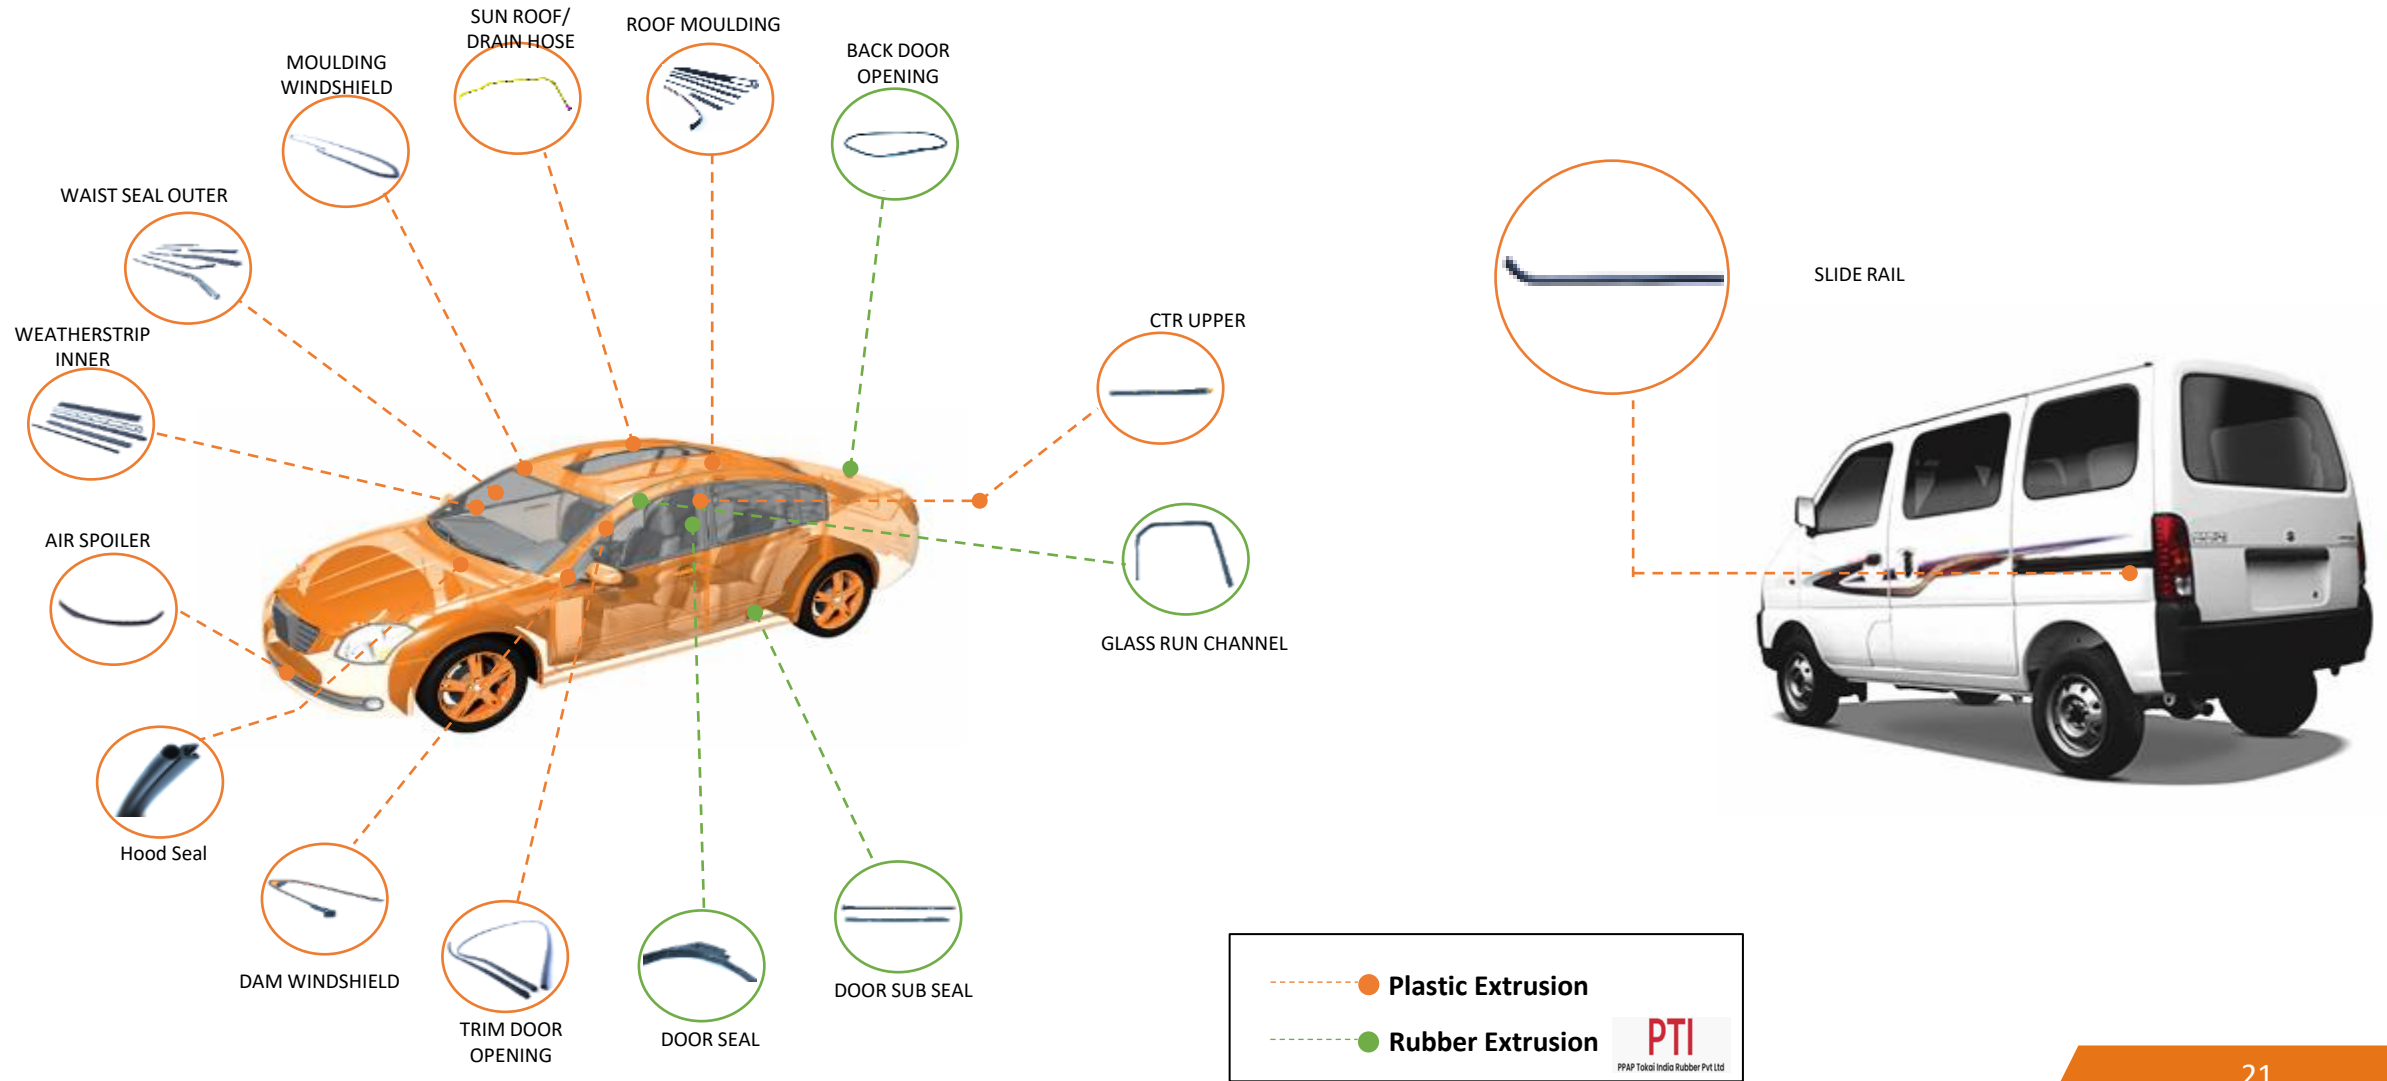 SUN ROOF/
DRAIN HOSE
ROOF MOULDING
MOULDING
WINDSHIELD
BACK DOOR
OPENING
WAIST SEAL OUTER
SLIDE RAIL
WEATHERSTRIP
INNER
CTR UPPER
AIR SPOILER
GLASS RUN CHANNEL
Hood Seal
DAM WINDSHIELD
DOOR SUB SEAL
TRIM DOOR
OPENING
DOOR SEAL
Plastic Extrusion
Rubber Extrusion
PTI
PPAP Tokai India Rubber Pvt Ltd
21